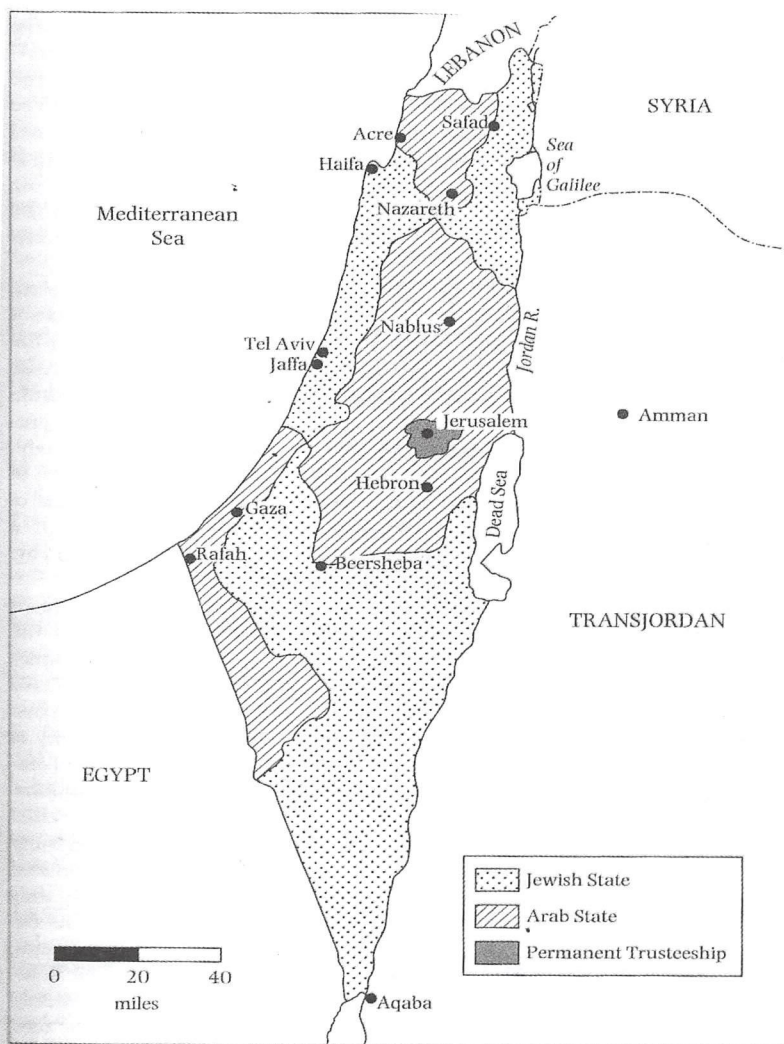 LEBANON
SYRIA
Acre
Safad
Haifa
Sea
of
Galilee
Nazareth
Mediterranean
Sea
Nablus
Jordan R.
Tel Aviv
Jaffa
Jerusalem
Amman
Hebron
Dead Sea
Gaza
Rafah
Beersheba
TRANSJORDAN
EGYPT
Jewish State
Arab State
Permanent Trusteeship
0 20 40
miles
Aqaba